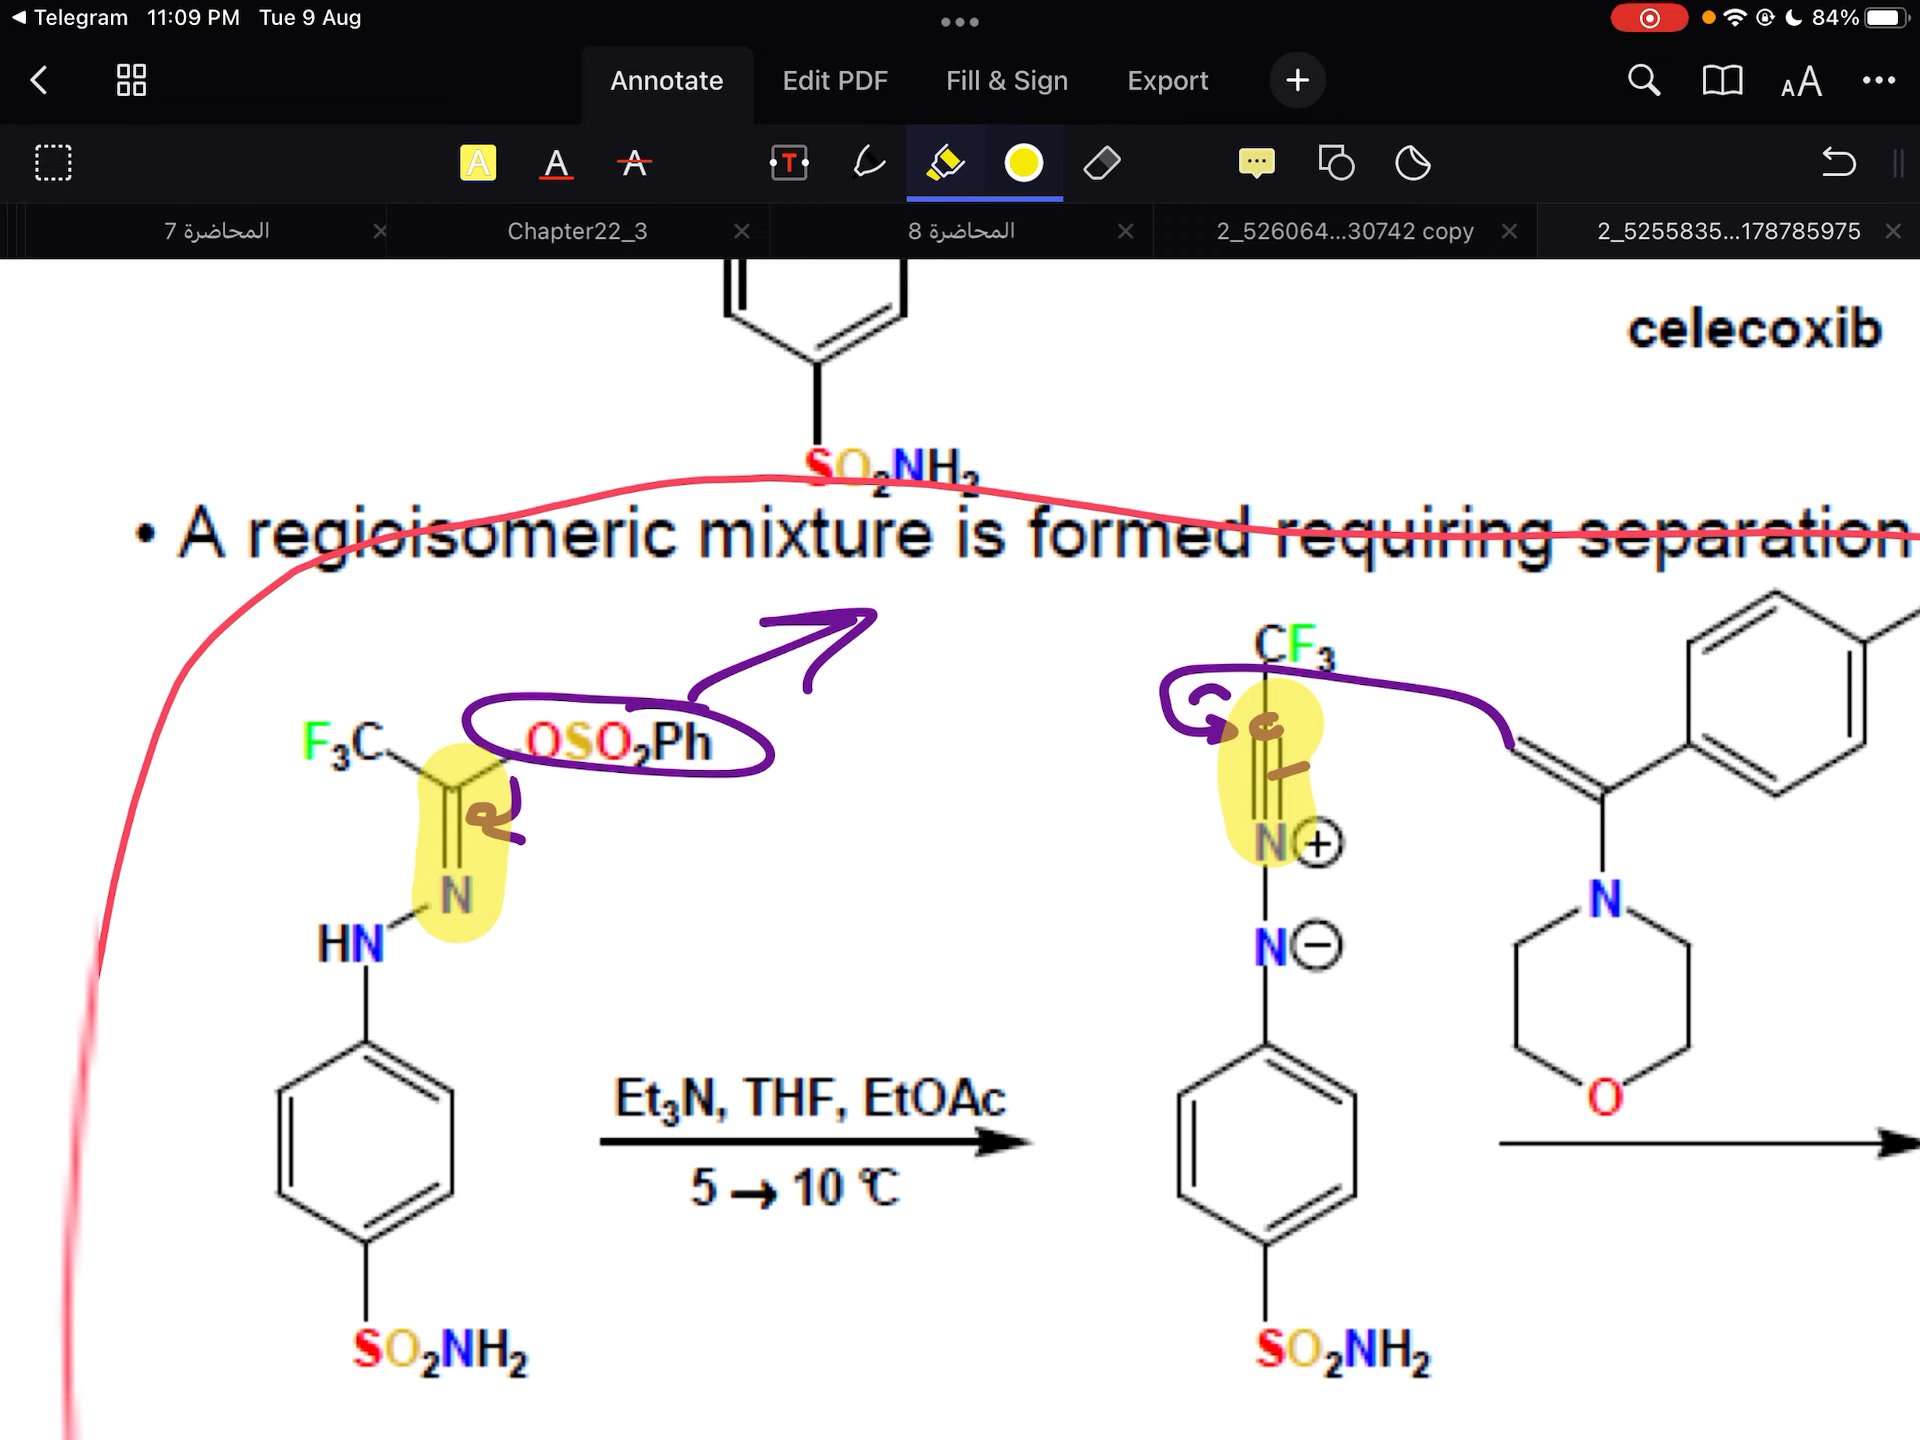 Telegram 11:09 PM Tue 9 Aug 84%
Annotate Edit PDF Fill & Sign Export
AA
A A A T
المحاضرة 7 Chapter22_3 المحاضرة 8 2_526064...30742 copy 2_5255835...178785975
celecoxib
SO2NH2
• A regioisomeric mixture is formed requiring separation
CF3
F3C OSO2Ph
N+
N N
HN N−
Et3N, THF, EtOAc O
5 → 10 ℃
SO2NH2 SO2NH2